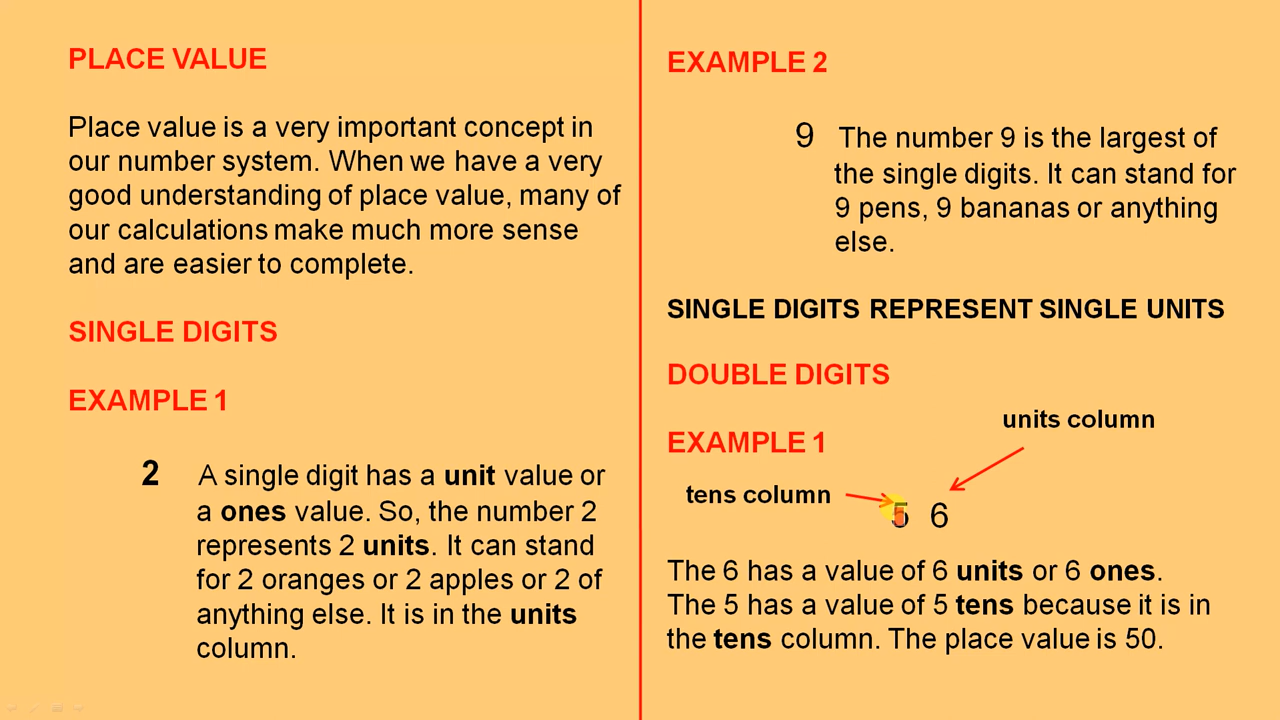 PLACE VALUE
Place value is a very important concept in
our number system. When we have a very
good understanding of place value, many of
our calculations make much more sense
and are easier to complete.
SINGLE DIGITS
EXAMPLE 1
2 A single digit has a unit value or
a ones value. So, the number 2
represents 2 units. It can stand
for 2 oranges or 2 apples or 2 of
anything else. It is in the units
column.
EXAMPLE 2
9 The number 9 is the largest of
the single digits. It can stand for
9 pens, 9 bananas or anything
else.
SINGLE DIGITS REPRESENT SINGLE UNITS
DOUBLE DIGITS
units column
EXAMPLE 1
tens column
5 6
The 6 has a value of 6 units or 6 ones.
The 5 has a value of 5 tens because it is in
the tens column. The place value is 50.